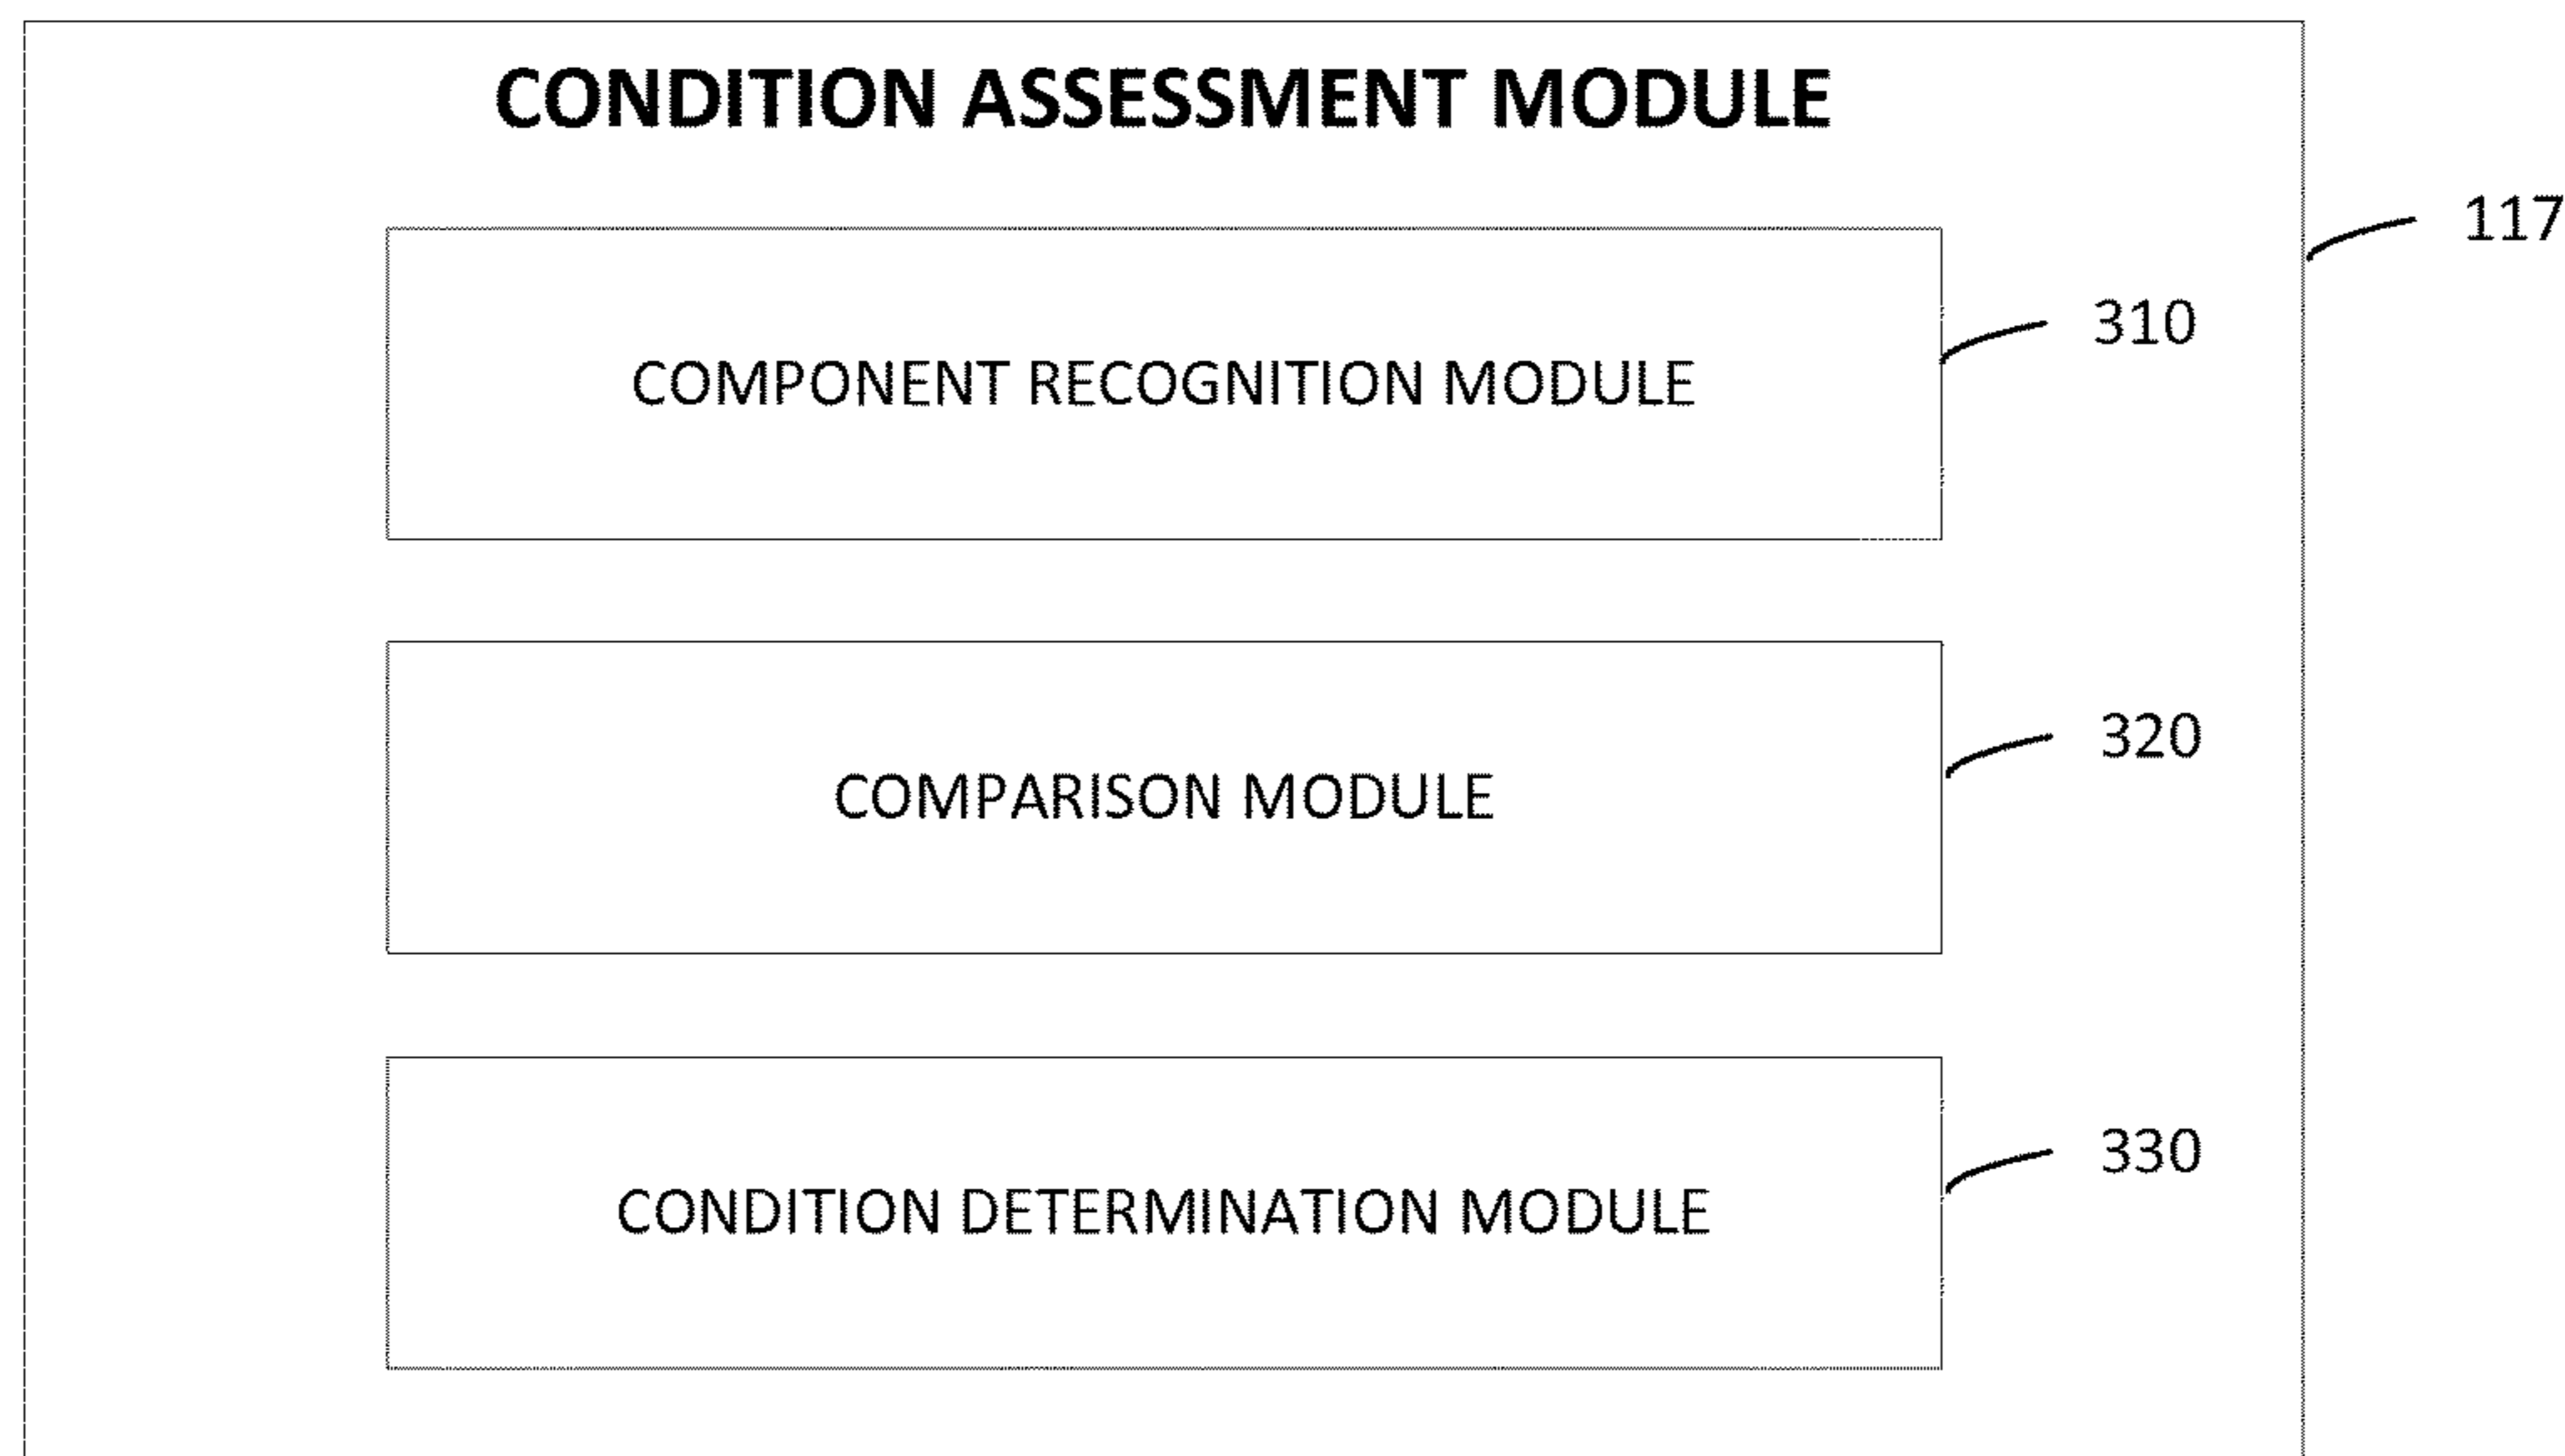 CONDITION ASSESSMENT MODULE
117
310
COMPONENT RECOGNITION MODULE
320
COMPARISON MODULE
330
CONDITION DETERMINATION MODULE